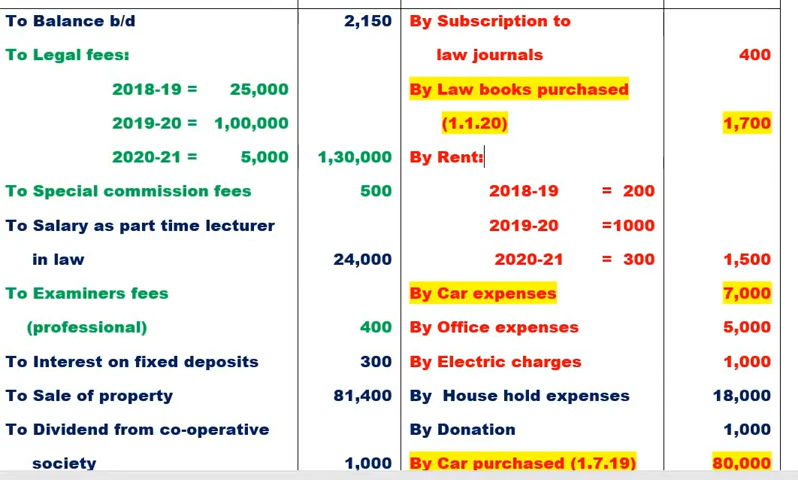 To Balance b/d 2,150 By Subscription to
To Legal fees: law journals 400
2018-19 = 25,000 By Law books purchased
2019-20 = 1,00,000 (1.1.20) 1,700
2020-21 = 5,000 1,30,000 By Rent:
To Special commission fees 500 2018-19 = 200
To Salary as part time lecturer 2019-20 =1000
in law 24,000 2020-21 = 300 1,500
To Examiners fees By Car expenses 7,000
(professional) 400 By Office expenses 5,000
To Interest on fixed deposits 300 By Electric charges 1,000
To Sale of property 81,400 By House hold expenses 18,000
To Dividend from co-operative By Donation 1,000
society 1,000 By Car purchased (1.7.19) 80,000